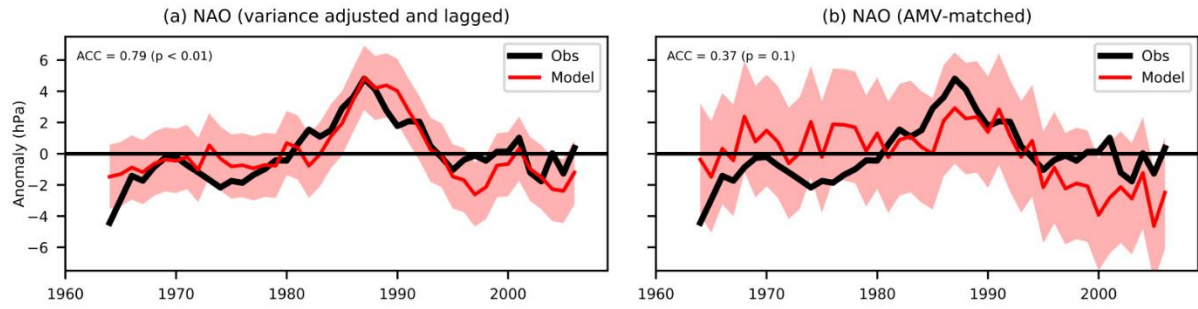 (a) NAO (variance adjusted and lagged)
ACC = 0.79 (p < 0.01)
Obs
Model
Anomaly (hPa)
6
4
2
0
−2
−4
−6
1960 1970 1980 1990 2000
(b) NAO (AMV-matched)
ACC = 0.37 (p = 0.1)
Obs
Model
1960 1970 1980 1990 2000